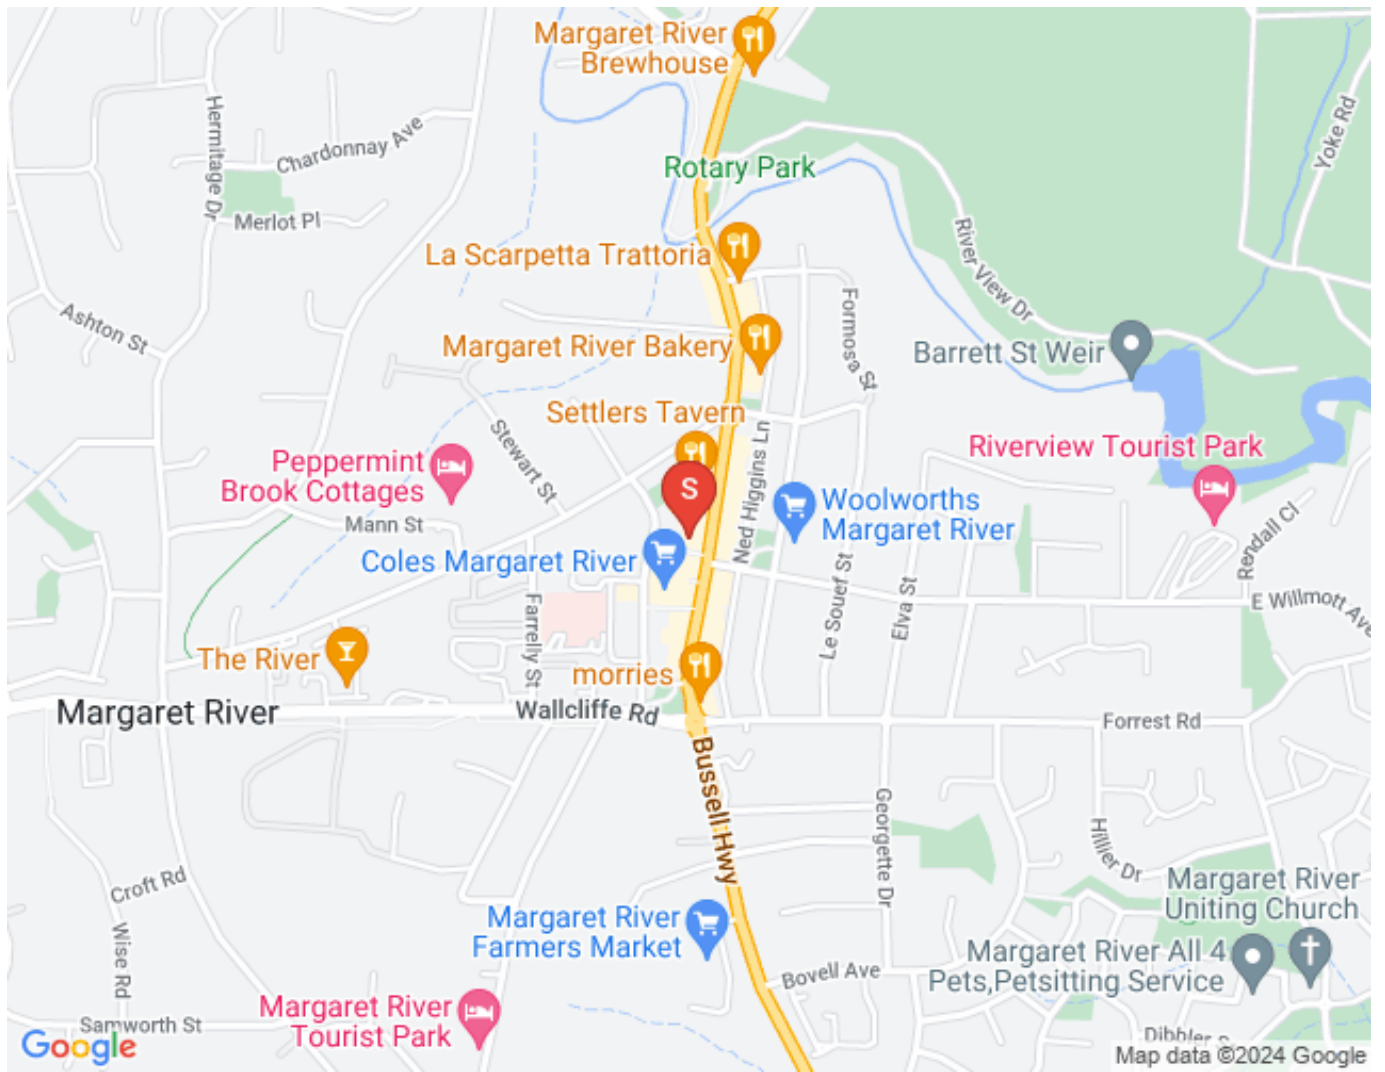 Margaret River
Brewhouse
Hermitage Dr
Chardonnay Ave
Yoke Rd
Rotary Park
Merlot Pl
La Scarpetta Trattoria
River View Dr
Formosa St
Ashton St
Margaret River Bakery
Barrett St Weir
Settlers Tavern
Stewart St
Ned Higgins Ln
Riverview Tourist Park
Peppermint
Brook Cottages
S
Woolworths
Margaret River
Mann St
Coles Margaret River
Rendall Cl
Farrelly St
Le Souef St
Elva St
E Willmott Ave
The River
morries
Margaret River
Wallcliffe Rd
Forrest Rd
Bussell Hwy
Georgette Dr
Hillier Dr
Croft Rd
Margaret River
Uniting Church
Margaret River
Farmers Market
Wise Rd
Margaret River All 4
Pets,Petsitting Service
Bovell Ave
Margaret River
Tourist Park
Samworth St
Dibbler
Google
Map data ©2024 Google